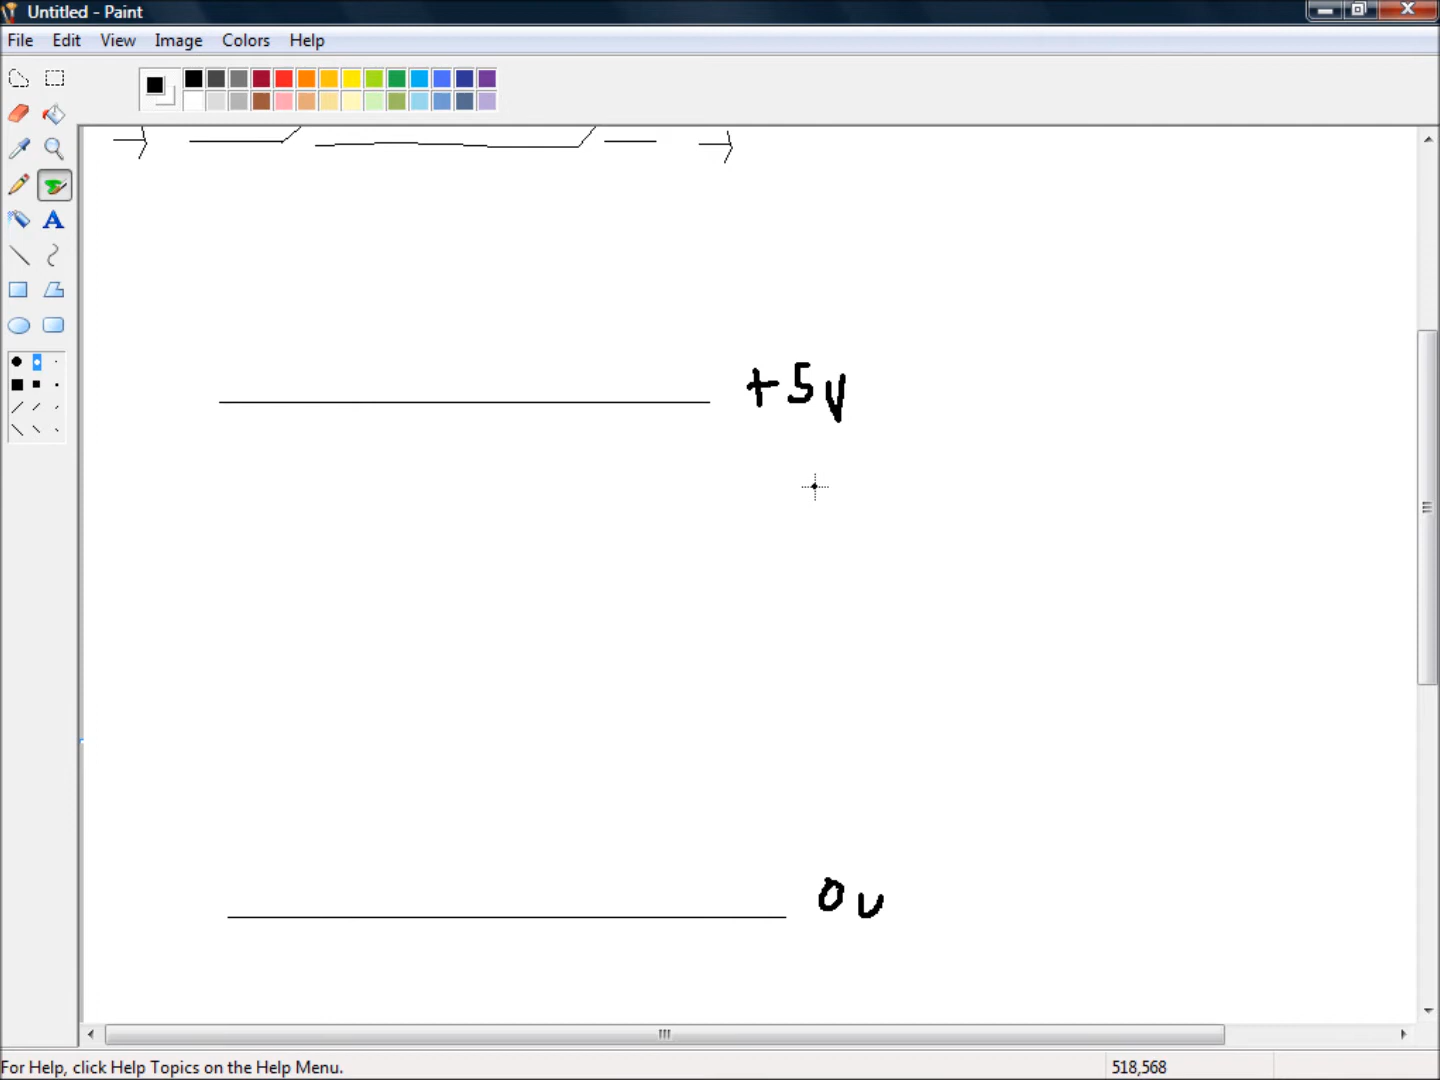 Untitled - Paint
File Edit View Image Colors Help
A
+5v
0v
For Help, click Help Topics on the Help Menu.
518,568